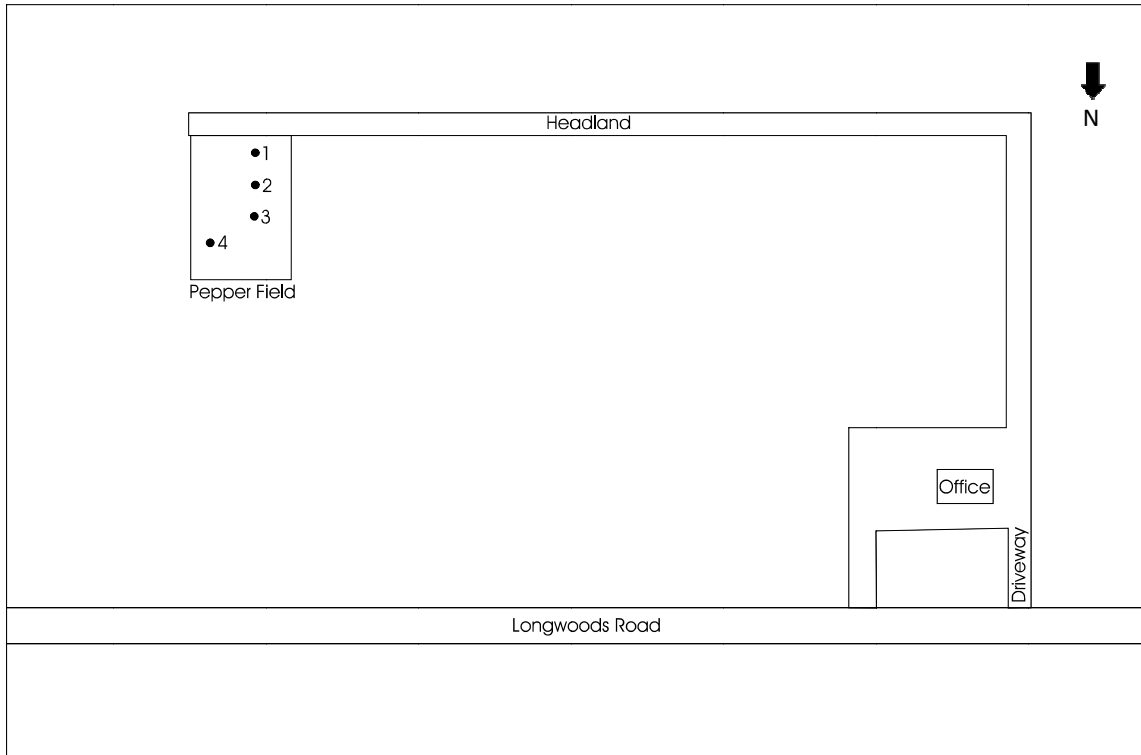 N
Headland
1
2
3
4
Pepper Field
Office
Driveway
Longwoods Road